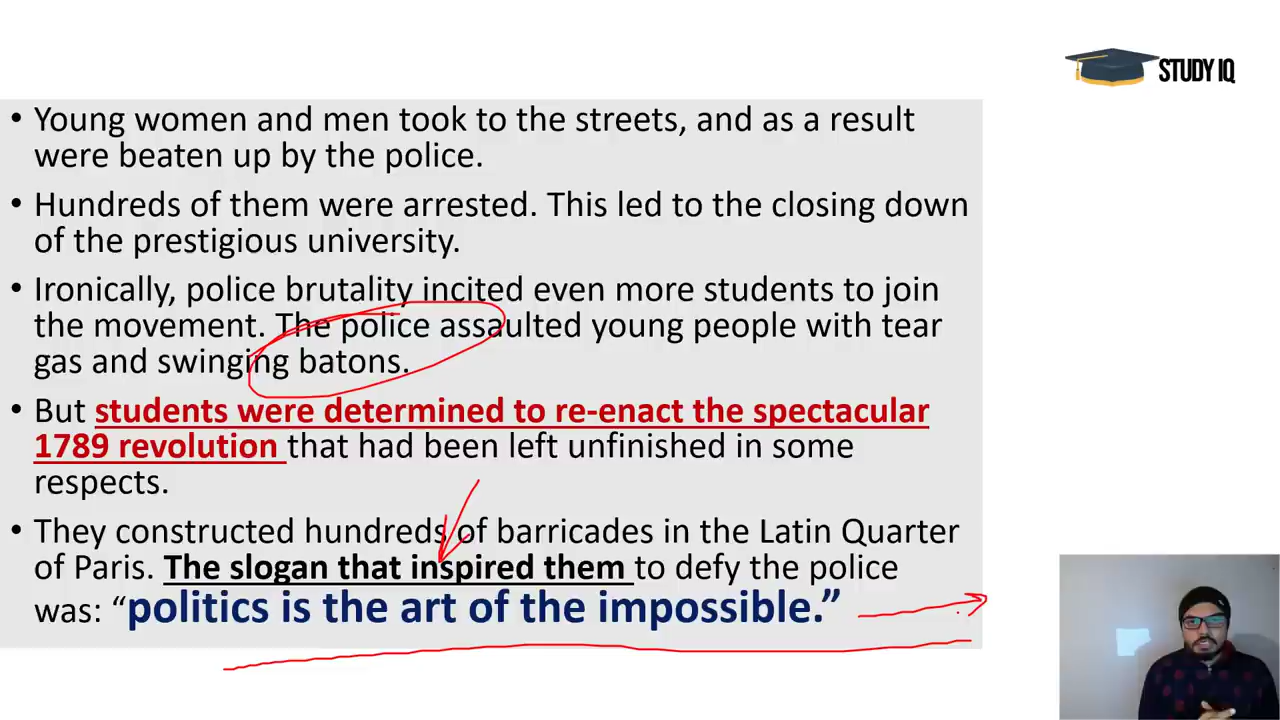 STUDY IQ
• Young women and men took to the streets, and as a result
were beaten up by the police.
• Hundreds of them were arrested. This led to the closing down
of the prestigious university.
• Ironically, police brutality incited even more students to join
the movement. The police assaulted young people with tear
gas and swinging batons.
• But students were determined to re-enact the spectacular
1789 revolution that had been left unfinished in some
respects.
• They constructed hundreds of barricades in the Latin Quarter
of Paris. The slogan that inspired them to defy the police
was: “politics is the art of the impossible.”